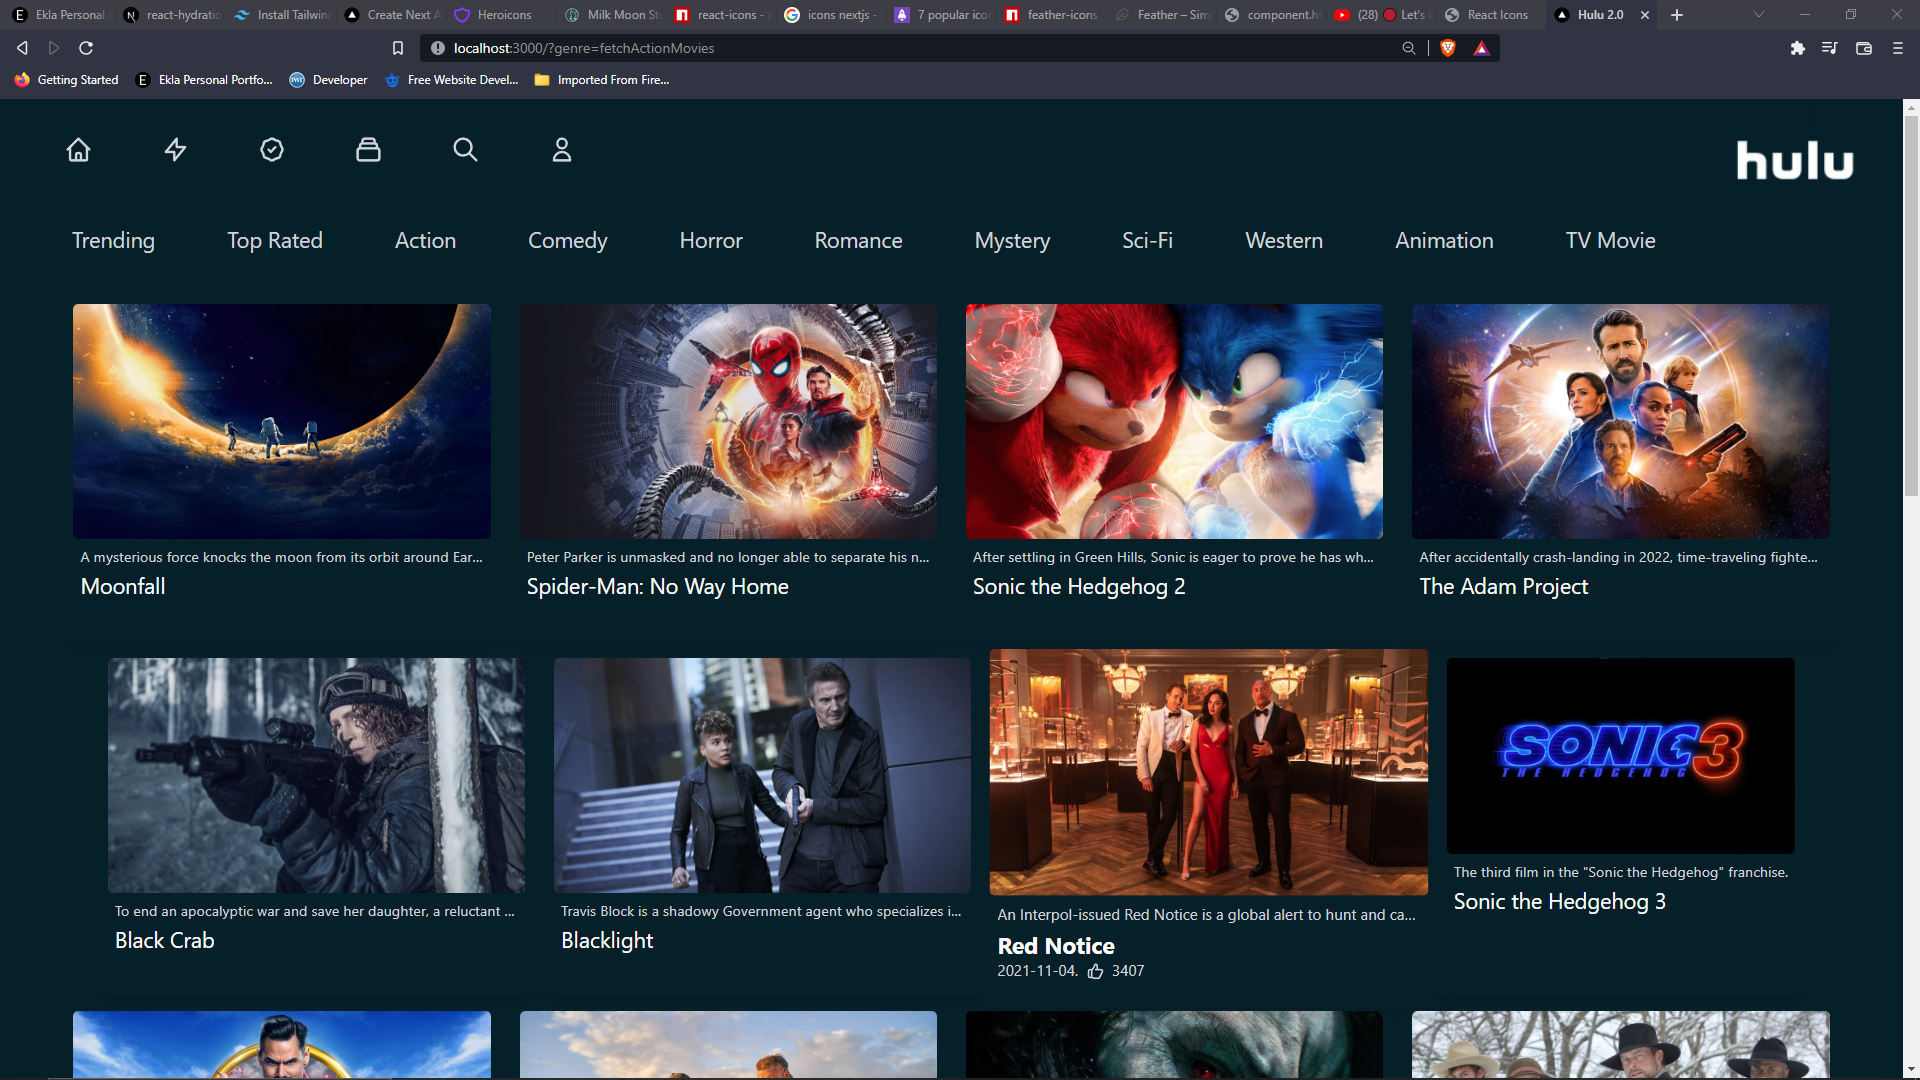 Ekla Personal
react-hydratio
Install Tailwind
Create Next A
Heroicons
Milk Moon St
react-icons -
icons nextjs -
7 popular icon
feather-icons
Feather – Sim
component.ht
(28) Let's
React Icons
Hulu 2.0
localhost:3000/?genre=fetchActionMovies
Getting Started
Ekla Personal Portfo...
Developer
Free Website Devel...
Imported From Fire...
hulu
Trending
Top Rated
Action
Comedy
Horror
Romance
Mystery
Sci-Fi
Western
Animation
TV Movie
A mysterious force knocks the moon from its orbit around Ear...
Moonfall
Peter Parker is unmasked and no longer able to separate his n...
Spider-Man: No Way Home
After settling in Green Hills, Sonic is eager to prove he has wh...
Sonic the Hedgehog 2
After accidentally crash-landing in 2022, time-traveling fighte...
The Adam Project
To end an apocalyptic war and save her daughter, a reluctant ...
Black Crab
Travis Block is a shadowy Government agent who specializes i...
Blacklight
An Interpol-issued Red Notice is a global alert to hunt and ca...
Red Notice
2021-11-04. 3407
SONIC 3
THE HEDGEHOG
The third film in the "Sonic the Hedgehog" franchise.
Sonic the Hedgehog 3